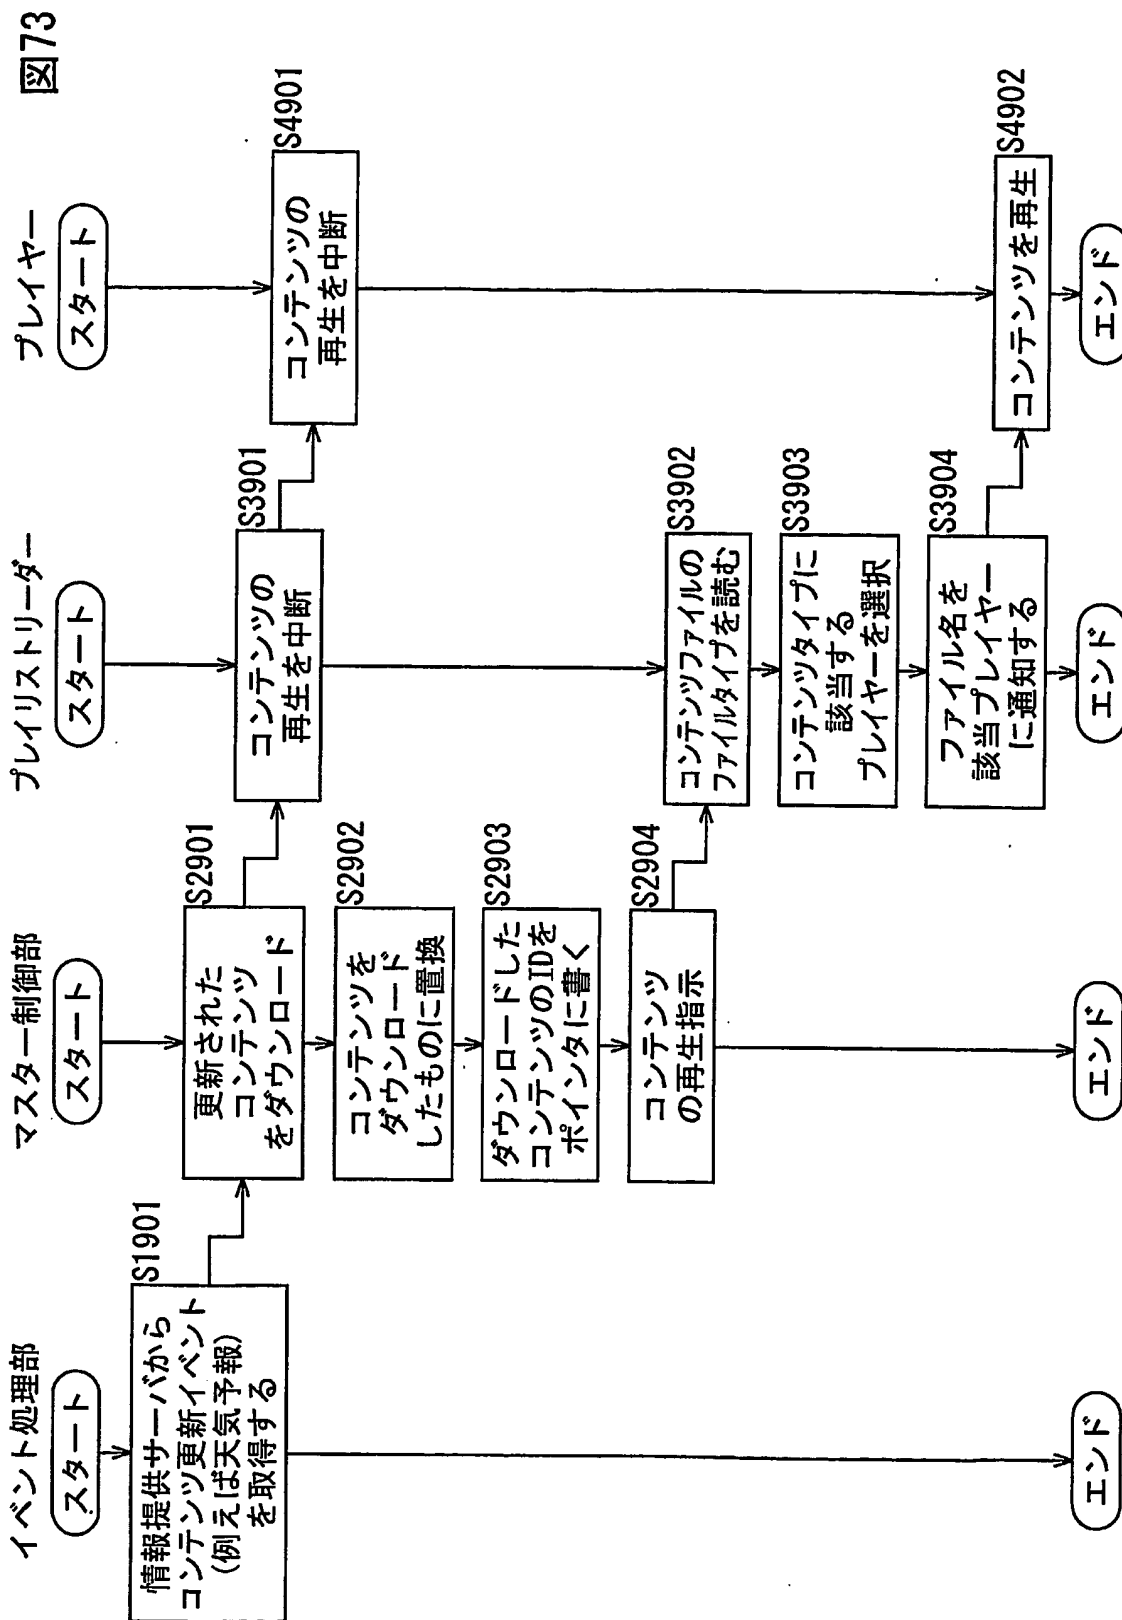 図73
イベント処理部
スタート
情報提供サーバから
コンテンツ更新イベント
(例えば天気予報)
を取得する
S1901
エンド
マスター制御部
スタート
更新された
コンテンツ
をダウンロード
S2901
コンテンツを
ダウンロード
したものに置換
S2902
ダウンロードした
コンテンツのIDを
ポインタに書く
S2903
コンテンツ
の再生指示
S2904
エンド
プレイリストリーダー
スタート
コンテンツの
再生を中断
S3901
コンテンツファイルの
ファイルタイプを読む
S3902
コンテンツタイプに
該当する
プレイヤーを選択
S3903
ファイル名を
該当プレイヤー
に通知する
S3904
エンド
プレイヤー
スタート
コンテンツの
再生を中断
S4901
コンテンツを再生
S4902
エンド